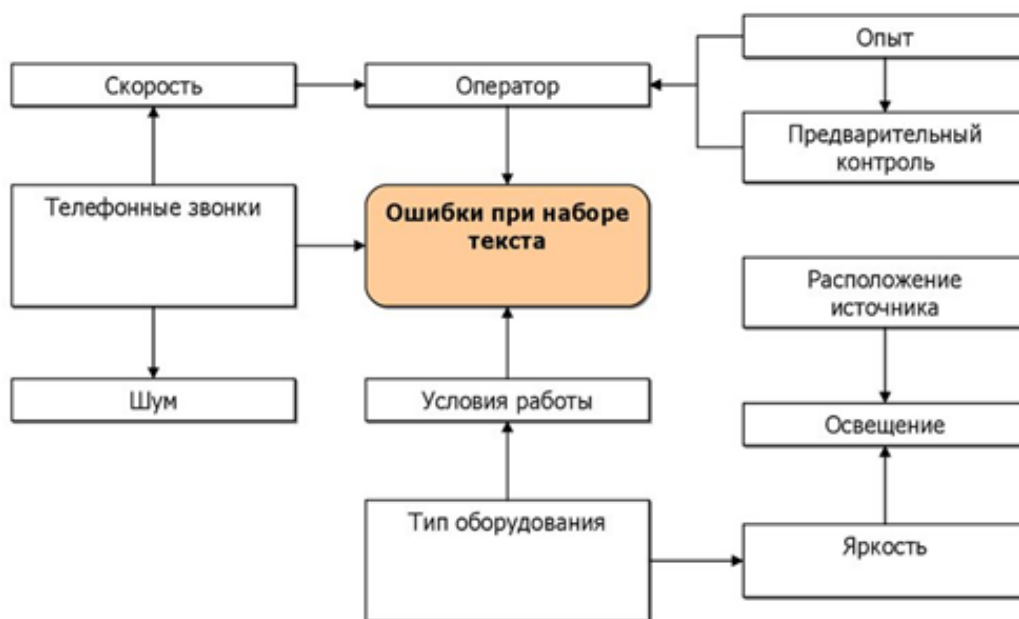 Опыт
Скорость
Оператор
Предварительный
контроль
Телефонные звонки
Ошибки при наборе
текста
Расположение
источника
Шум
Условия работы
Освещение
Тип оборудования
Яркость